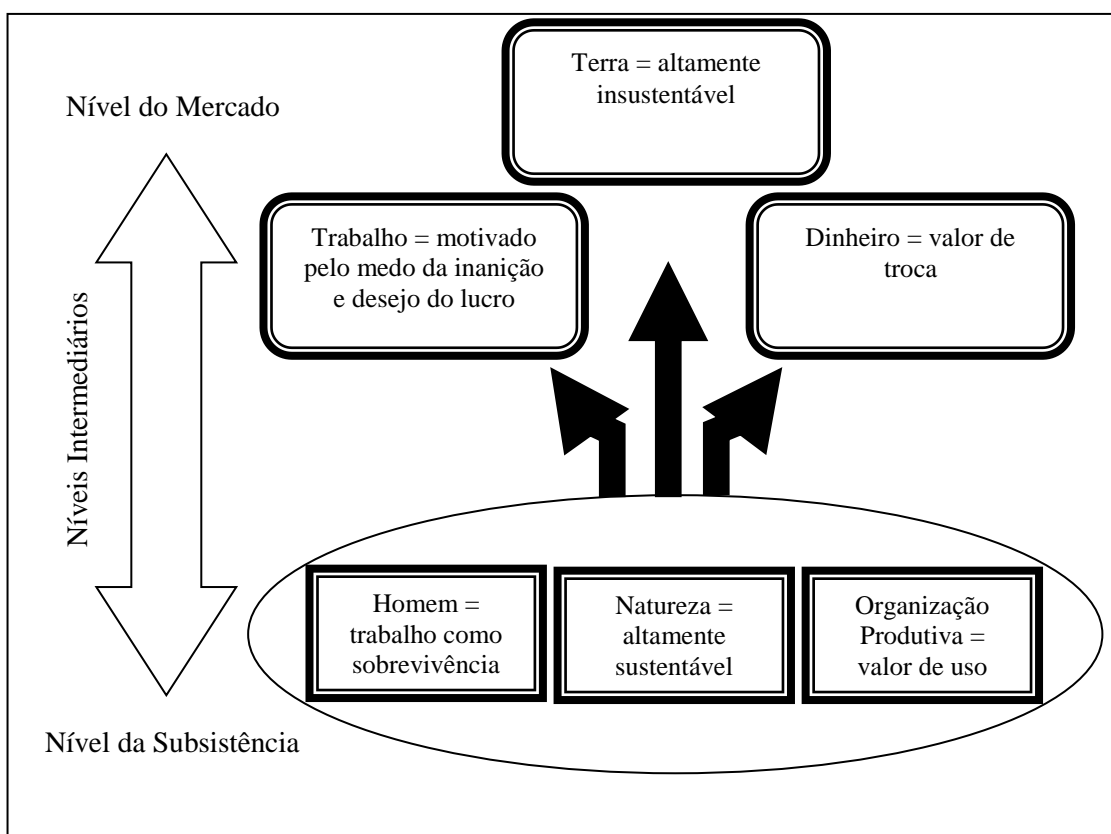 Terra = altamente
insustentável
Nível do Mercado
Trabalho = motivado
pelo medo da inanição
e desejo do lucro
Dinheiro = valor de
troca
Níveis Intermediários
Homem =
trabalho como
sobrevivência
Natureza =
altamente
sustentável
Organização
Produtiva =
valor de uso
Nível da Subsistência